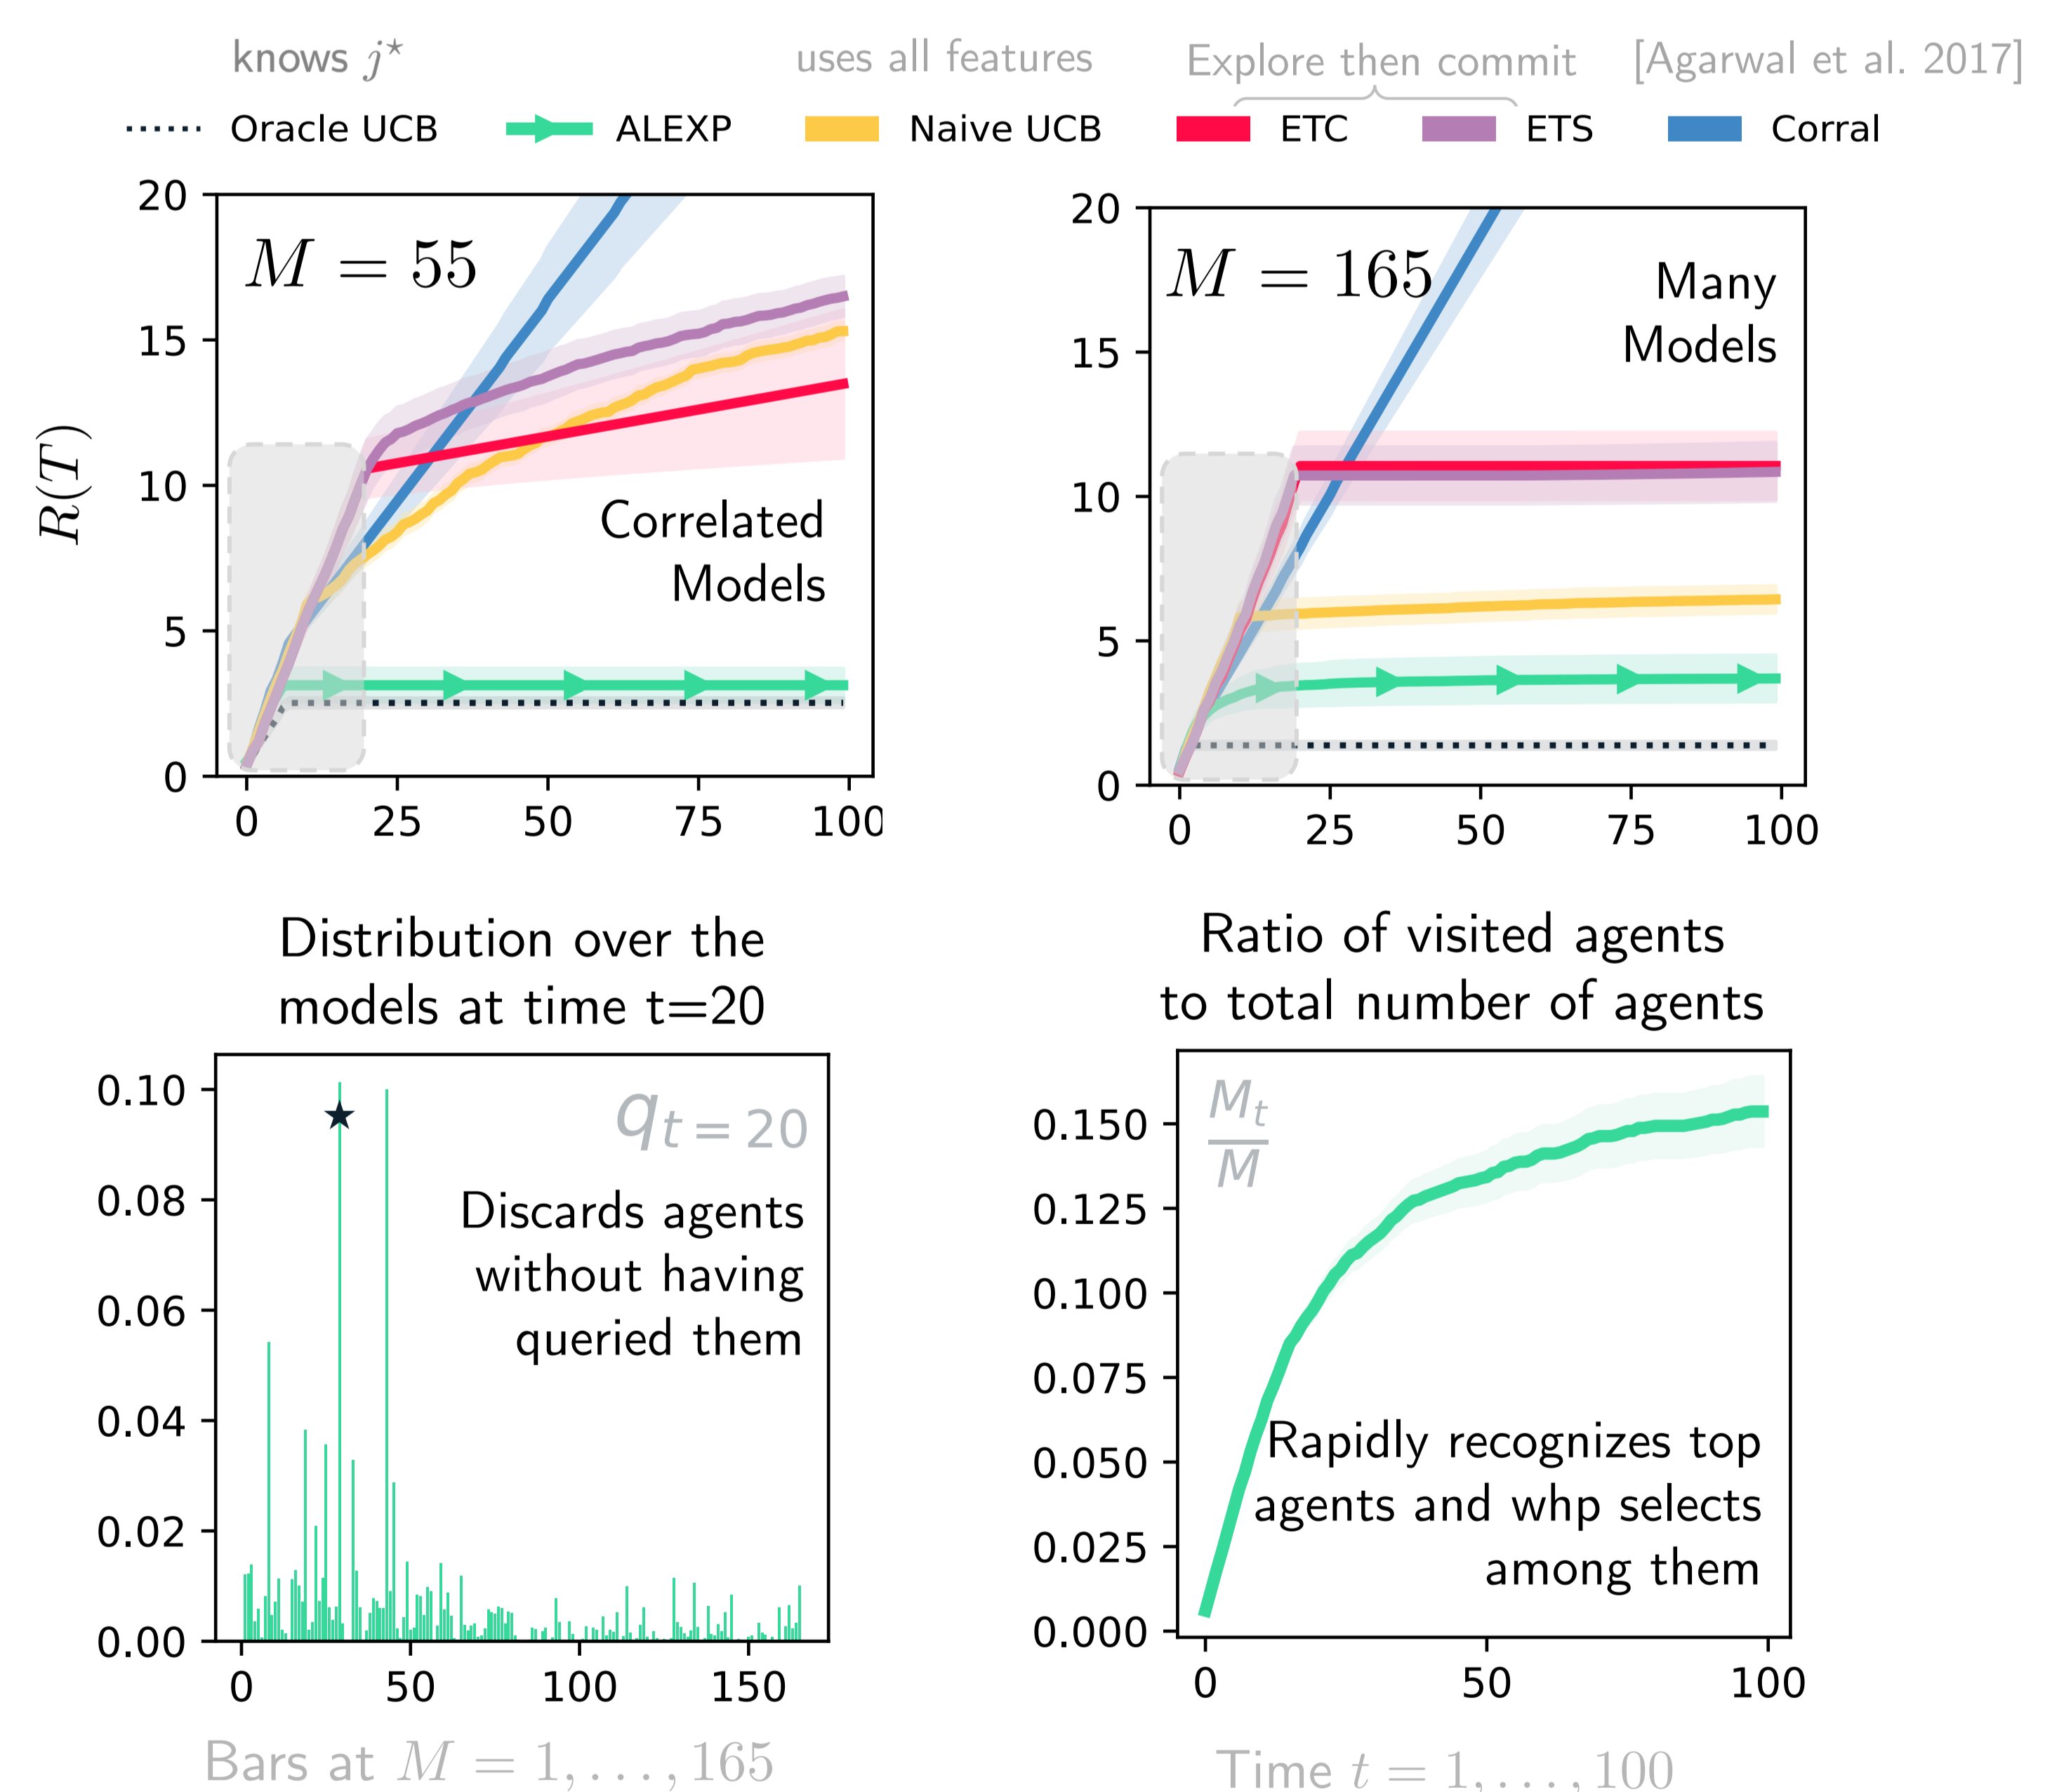 knows j⋆ uses all features Explore then commit [Agarwal et al. 2017]
Oracle UCB ALEXP Naive UCB ETC ETS Corral
R(T)
20
15
10
5
0
M = 55
Correlated
Models
0 25 50 75 100
20
15
10
5
0
M = 165
Many
Models
0 25 50 75 100
Distribution over the
models at time t=20
0.10
0.08
0.06
0.04
0.02
0.00
q t = 20
Discards agents
without having
queried them
0 50 100 150
Bars at M = 1, . . . , 165
Ratio of visited agents
to total number of agents
0.150
0.125
0.100
0.075
0.050
0.025
0.000
M t
M
Rapidly recognizes top
agents and whp selects
among them
0 50 100
Time t = 1, . . . , 100